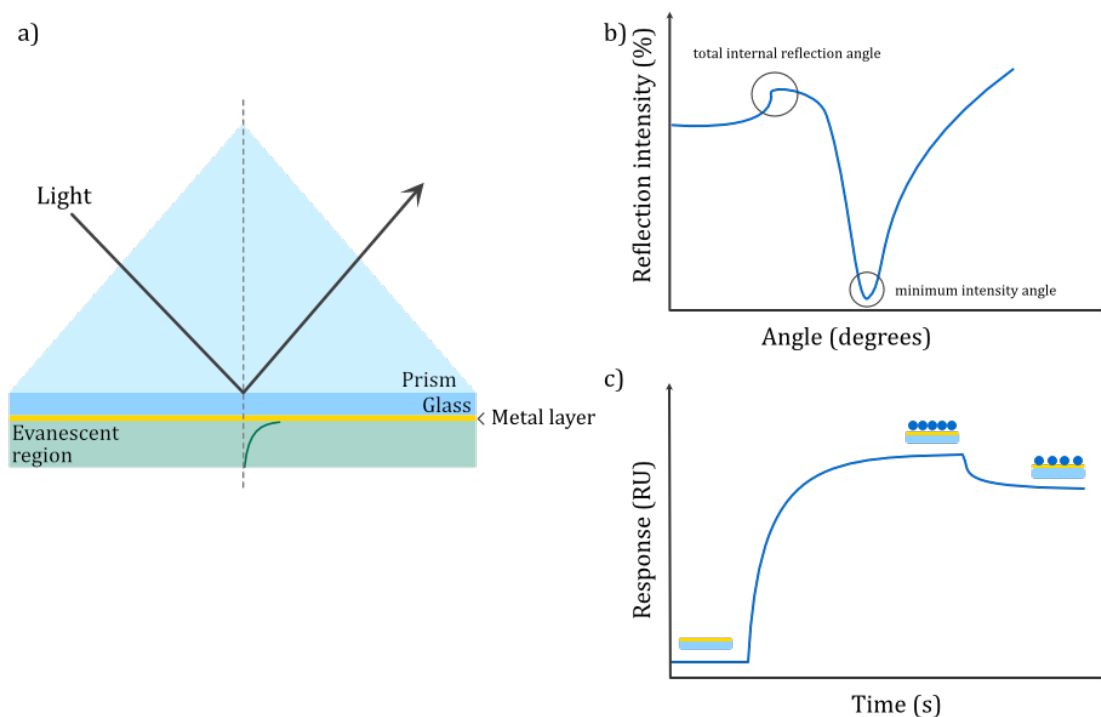 a)
Light
Prism
Glass
Metal layer
Evanescent
region
b)
Reflection intensity (%)
total internal reflection angle
minimum intensity angle
Angle (degrees)
c)
Response (RU)
Time (s)